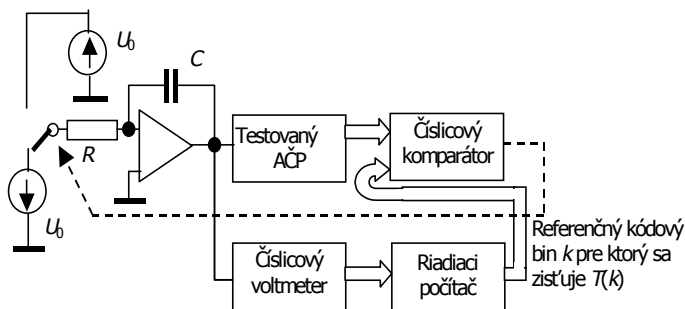 U₀
C
R
Testovaný
AČP
Číslicový
komparátor
U₀
Číslicový
voltmeter
Riadiaci
počítač
Referenčný kódový
bin k pre ktorý sa
zisťuje T(k)